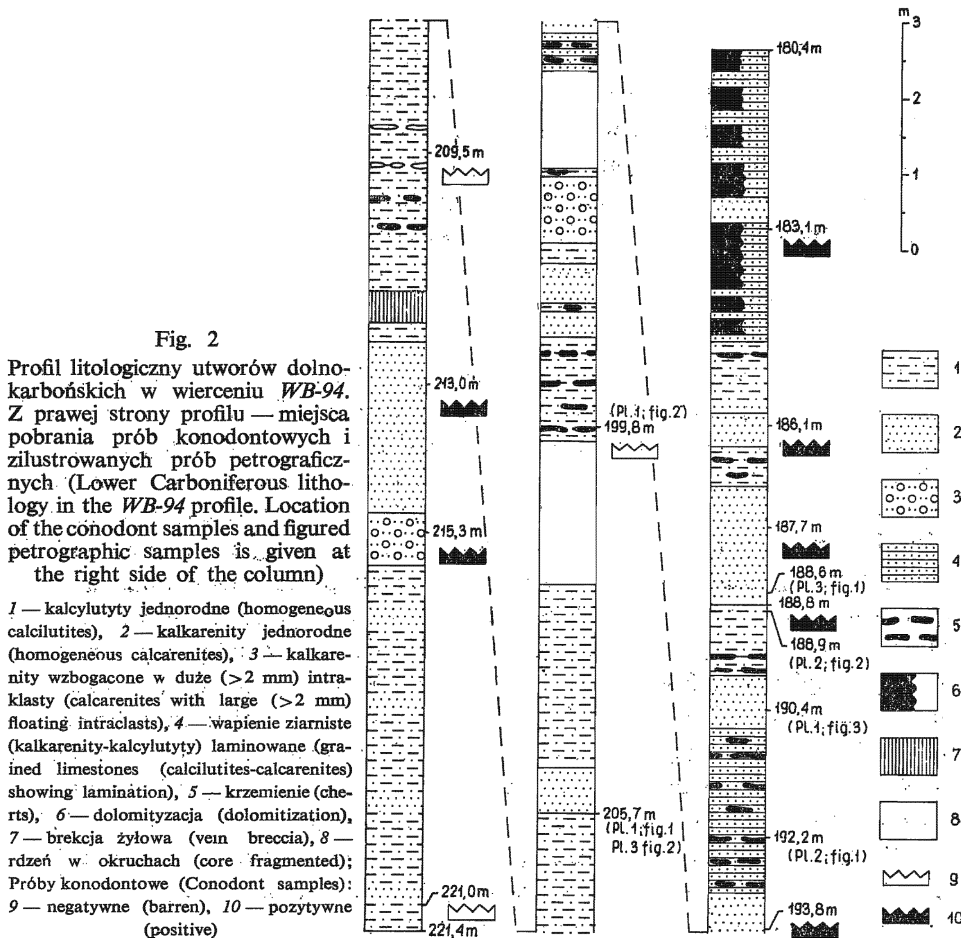 Fig. 2
Profil litologiczny utworów dolno-
karbońskich w wierceniu WB-94.
Z prawej strony profilu — miejsca
pobrania prób konodontowych i
zilustrowanych prób petrograficz-
nych (Lower Carboniferous litho-
logy in the WB-94 profile. Location
of the conodont samples and figured
petrographic samples is given at
the right side of the column)
1 — kalcylutyty jednorodne (homogeneous
calcilutites), 2 — kalkarenity jednorodne
(homogeneous calcarenites), 3 — kalkare-
nity wzbogacone w duże (>2 mm) intra-
klasty (calcarenites with large (>2 mm)
floating intraclasts), 4 — wapienie ziarniste
(kalkarenity-kalcylutyty) laminowane (gra-
ined limestones (calcilutites-calcarenites)
showing lamination), 5 — krzemienie (che-
rts), 6 — dolomityzacja (dolomitization),
7 — brekcja żyłowa (vein breccia), 8 —
rdzeń w okruchach (core fragmented);
Próby konodontowe (Conodont samples):
9 — negatywne (barren), 10 — pozytywne
(positive)
209,5 m
213,0 m
215,3 m
221,0 m
221,4 m
(Pl.1; fig.2)
199,8 m
205,7 m
(Pl.1; fig.1
Pl. 3 fig.2)
180,4 m
183,1 m
186,1 m
187,7 m
188,6 m
(Pl.3; fig.1)
188,8 m
188,9 m
(Pl.2; fig.2)
190,4 m
(Pl.1; fig.3)
192,2 m
(Pl.2; fig.1)
193,8 m
m
3
2
1
0
1
2
3
4
5
6
7
8
9
10